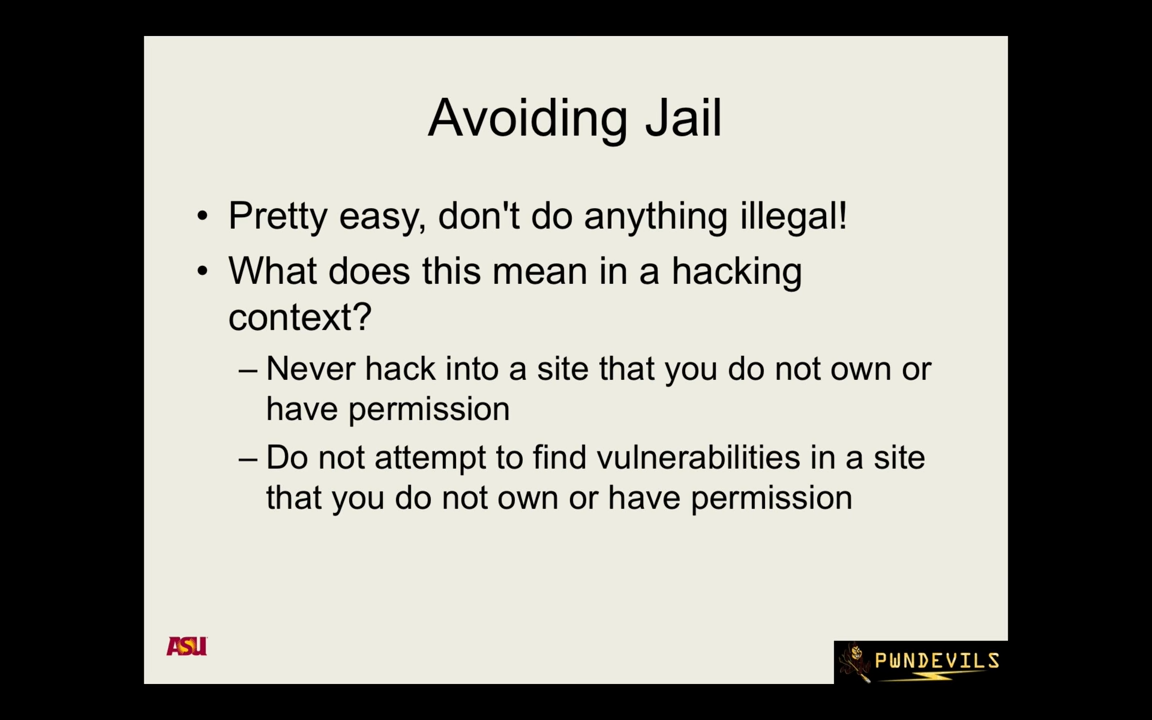 Avoiding Jail
• Pretty easy, don't do anything illegal!
• What does this mean in a hacking
context?
– Never hack into a site that you do not own or
have permission
– Do not attempt to find vulnerabilities in a site
that you do not own or have permission
ASU
PWNDEVILS